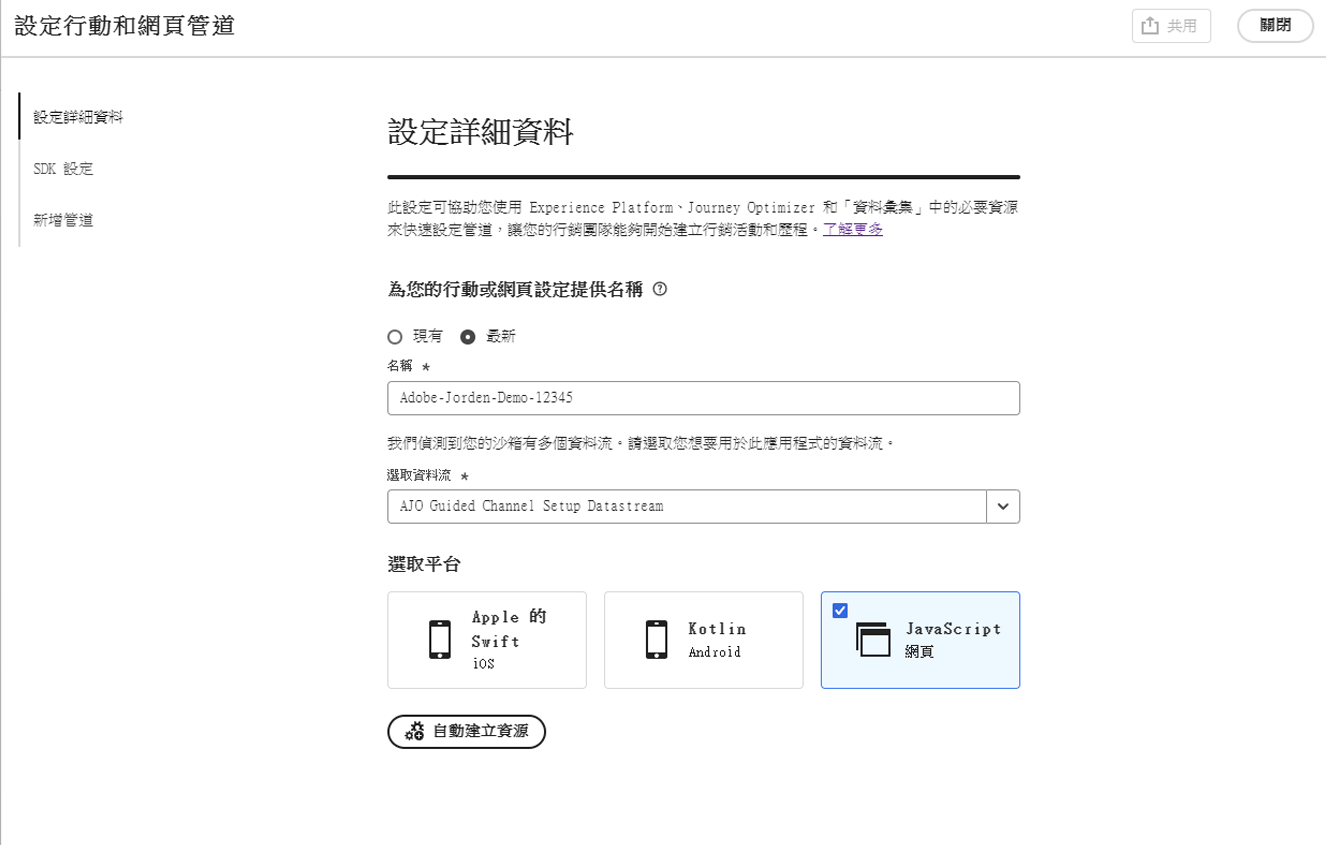 設定行動和網頁管道
共用
關閉
設定詳細資料
SDK 設定
新增管道
設定詳細資料
此設定可協助您使用 Experience Platform、Journey Optimizer 和「資料彙集」中的必要資源
來快速設定管道，讓您的行銷團隊能夠開始建立行銷活動和歷程。了解更多
為您的行動或網頁設定提供名稱
現有
最新
名稱 *
Adobe-Jorden-Demo-12345
我們偵測到您的沙箱有多個資料流。請選取您想要用於此應用程式的資料流。
選取資料流 *
AJO Guided Channel Setup Datastream
選取平台
Apple 的
Swift
iOS
Kotlin
Android
JavaScript
網頁
自動建立資源